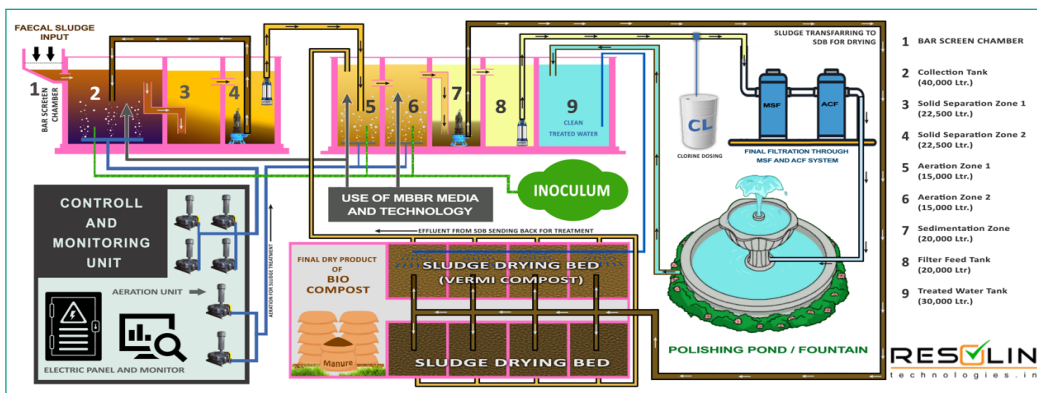 FAECAL SLUDGE
INPUT
1
BAR SCREEN
CHAMBER
2
3
4
5
6
7
8
9
CLEAN
TREATED WATER
SLUDGE TRANSFARRING TO
SDB FOR DRYING
CL
CLORINE DOSING
MSF
ACF
FINAL FILTRATION THROUGH
MSF AND ACF SYSTEM
USE OF MBBR MEDIA
AND TECHNOLOGY
INOCULUM
CONTROLL
AND
MONITORING
UNIT
AERATION UNIT
ELECTRIC PANEL AND MONITOR
AERATION FOR SLUDGE TREATMENT
EFFLUENT FROM SDB SENDING BACK FOR TREATMENT
FINAL DRY PRODUCT
OF
BIO
COMPOST
Manure
SLUDGE DRYING BED
(VERMI COMPOST)
SLUDGE DRYING BED
POLISHING POND / FOUNTAIN
1 BAR SCREEN CHAMBER
2 Collection Tank
(40,000 Ltr.)
3 Solid Separation Zone 1
(22,500 Ltr.)
4 Solid Separation Zone 2
(22,500 Ltr.)
5 Aeration Zone 1
(15,000 Ltr.)
6 Aeration Zone 2
(15,000 Ltr.)
7 Sedimentation Zone
(20,000 Ltr.)
8 Filter Feed Tank
(20,000 Ltr)
9 Treated Water Tank
(30,000 Ltr.)
RESOLIN
technologies.in